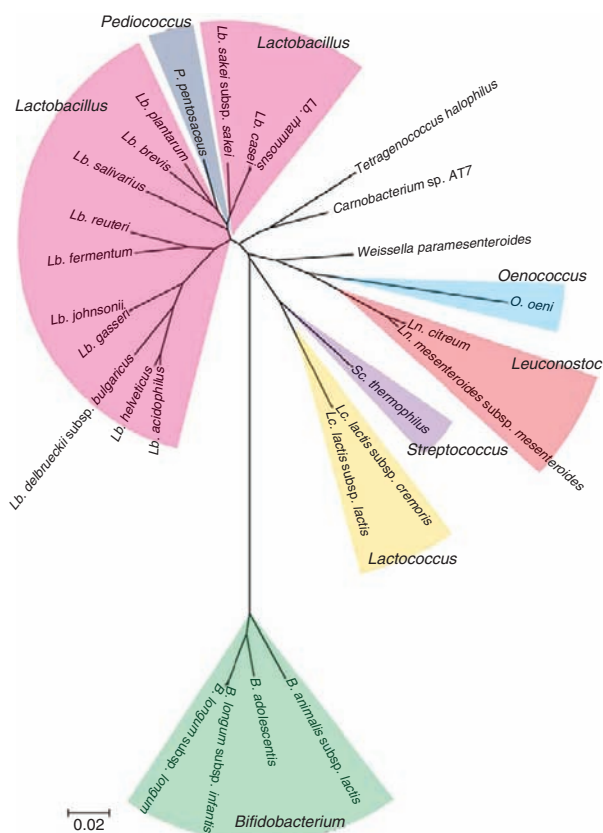 Pediococcus
Lactobacillus
Lactobacillus
P. pentosaceus
Lb. sakei subsp. sakei
Lb. casei
Lb. rhamnosus
Lb. plantarum
Lb. brevis
Lb. salivarius
Lb. reuteri
Lb. fermentum
Lb. johnsonii
Lb. gasseri
Lb. delbrueckii subsp. bulgaricus
Lb. helveticus
Lb. acidophilus
Tetragenococcus halophilus
Carnobacterium sp. AT7
Weissella paramesenteroides
Oenococcus
O. oeni
Ln. citreum
Ln. mesenteroides subsp. mesenteroides
Leuconostoc
Sc. thermophilus
Streptococcus
Lc. lactis subsp. cremoris
Lc. lactis subsp. lactis
Lactococcus
B. animalis subsp. lactis
B. adolescentis
B. longum subsp. infantis
B. longum subsp. longum
Bifidobacterium
0.02